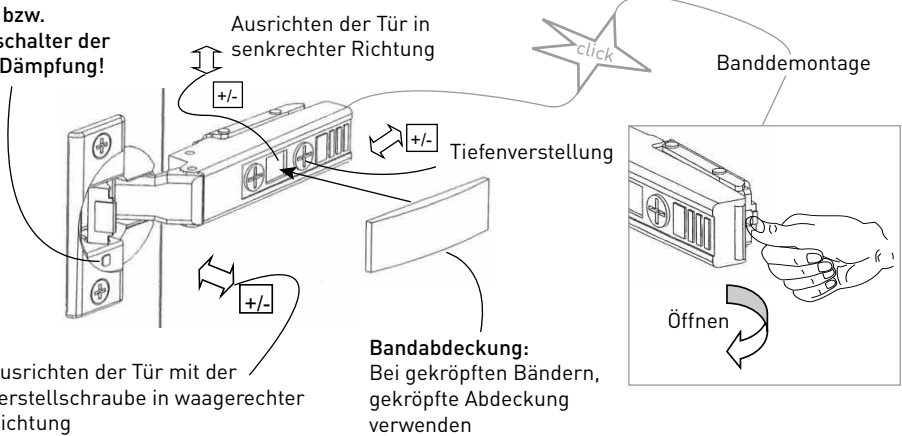 bzw.
schalter der
Dämpfung!
Ausrichten der Tür in
senkrechter Richtung
+/-
click
Banddemontage
+/-
Tiefenverstellung
+/-
Öffnen
usrichten der Tür mit der
erstellschraube in waagerechter
ichtung
Bandabdeckung:
Bei gekröpften Bändern,
gekröpfte Abdeckung
verwenden